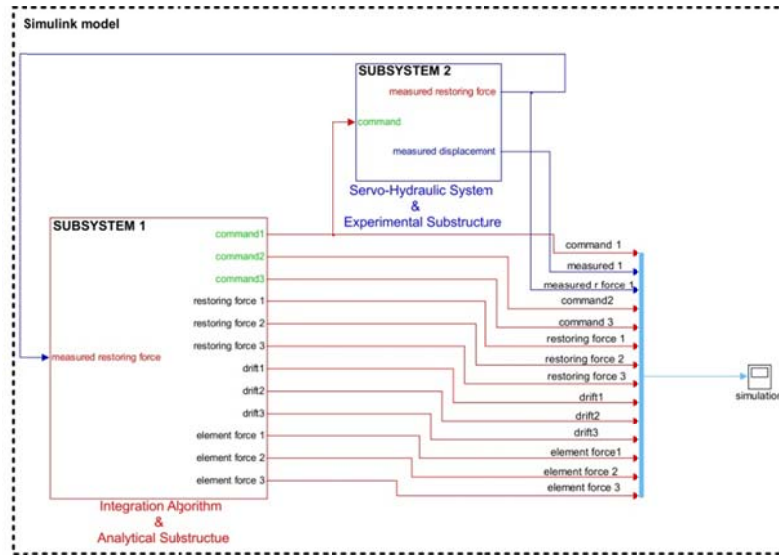 Simulink model
SUBSYSTEM 2
measured restoring force
command
measured displacement
Servo-Hydraulic System
&
Experimental Substructure
SUBSYSTEM 1
command1
command2
command3
restoring force 1
restoring force 2
restoring force 3
drift1
drift2
drift3
element force 1
element force 2
element force 3
measured restoring force
Integration Algorithm
&
Analytical Substructue
command 1
measured 1
measured r force 1
command2
command 3
restoring force 1
restoring force 2
restoring force 3
drift1
drift2
drift3
element force1
element force 2
element force 3
simulation